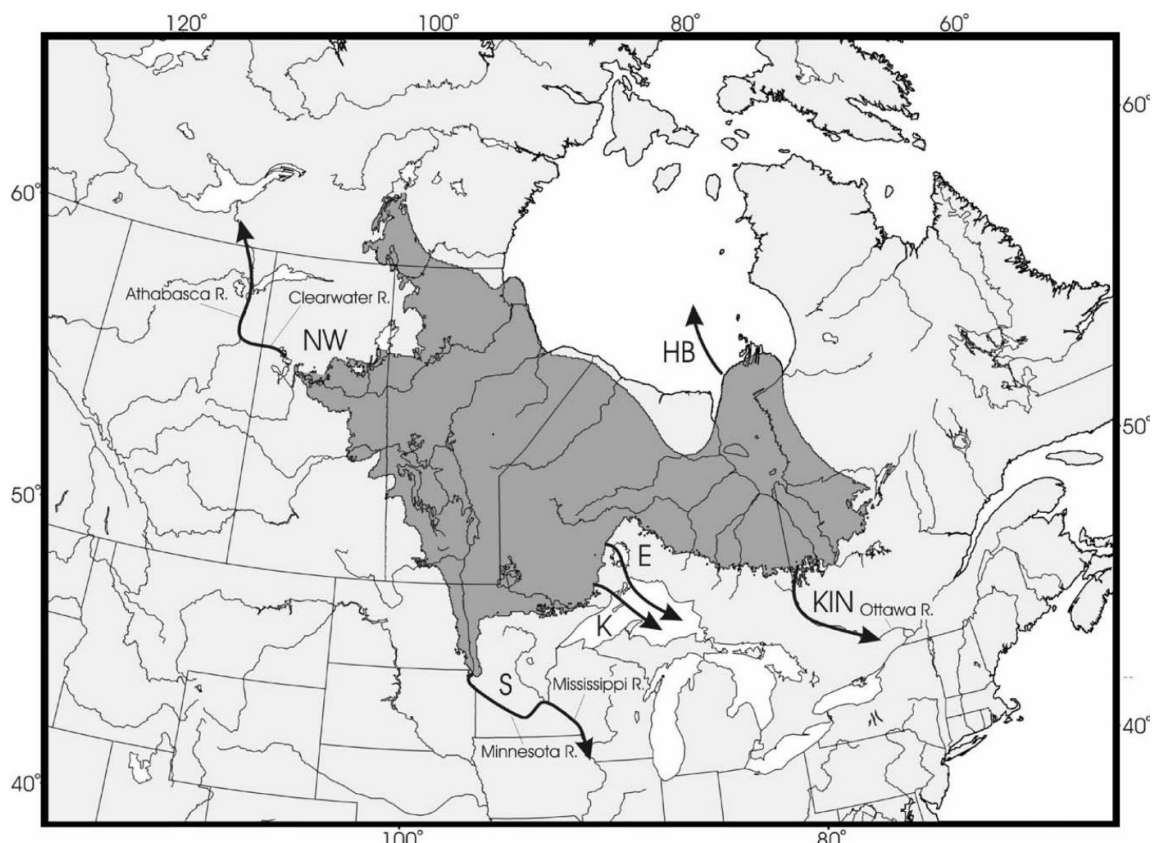 120° 100° 80° 60°
60°
60°
Athabasca R.
Clearwater R.
NW
HB
50°
50°
E
KIN
Ottawa R.
K
S
Mississippi R.
Minnesota R.
40°
40°
100° 80°